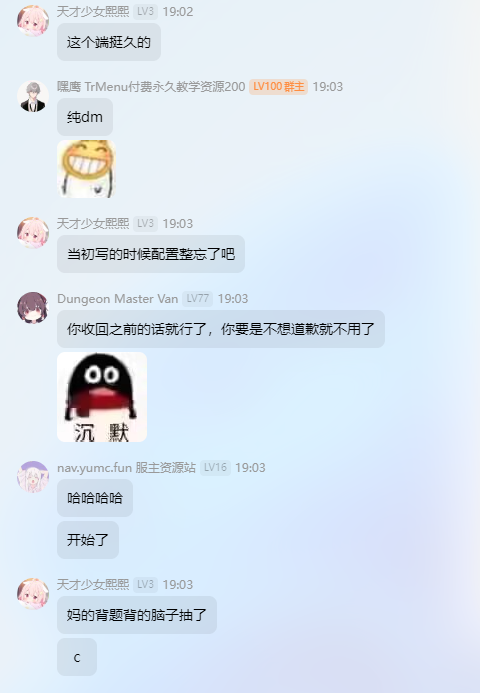 天才少女熙熙 LV3 19:02
这个端挺久的
嘿鹰 TrMenu付费永久教学资源200 LV100 群主 19:03
纯dm
天才少女熙熙 LV3 19:03
当初写的时候配置整忘了吧
Dungeon Master Van LV77 19:03
你收回之前的话就行了，你要是不想道歉就不用了
沉 默
nav.yumc.fun 服主资源站 LV16 19:03
哈哈哈哈
开始了
天才少女熙熙 LV3 19:03
妈的背题背的脑子抽了
c